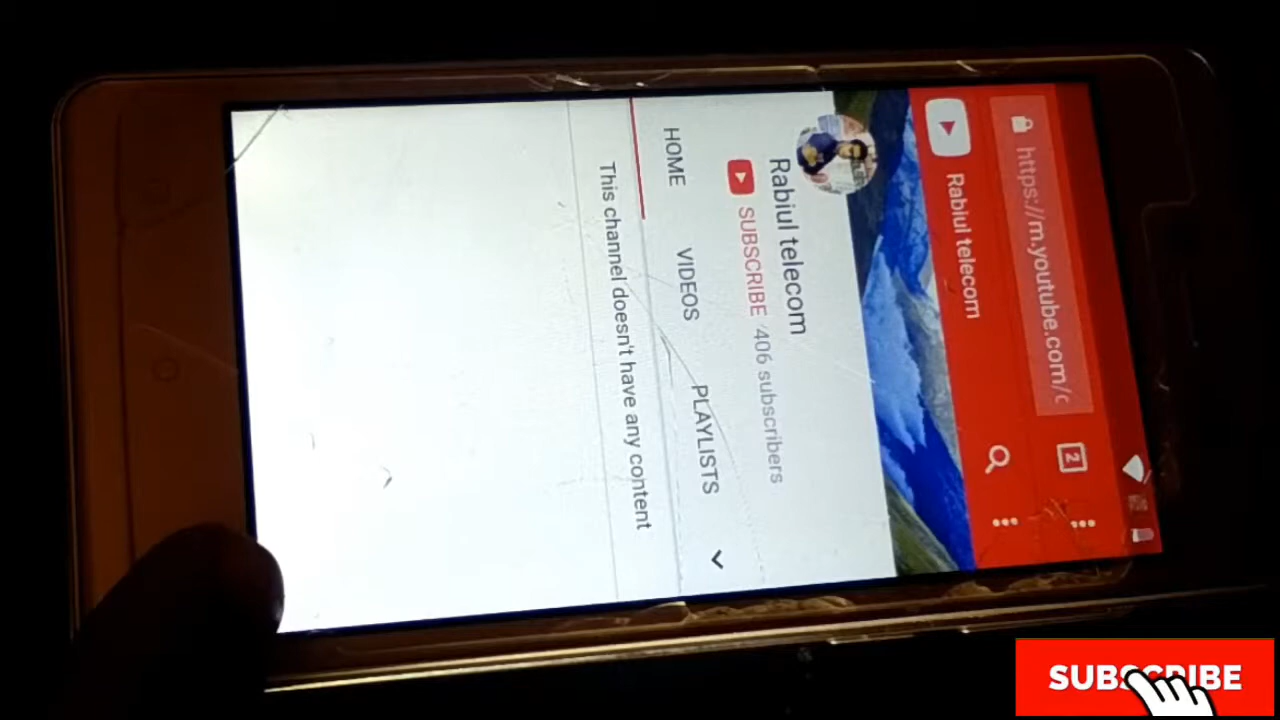 https://m.youtube.com/c
2
Rabiul telecom
Rabiul telecom
SUBSCRIBE 406 subscribers
HOME VIDEOS PLAYLISTS
This channel doesn't have any content
SUBSCRIBE